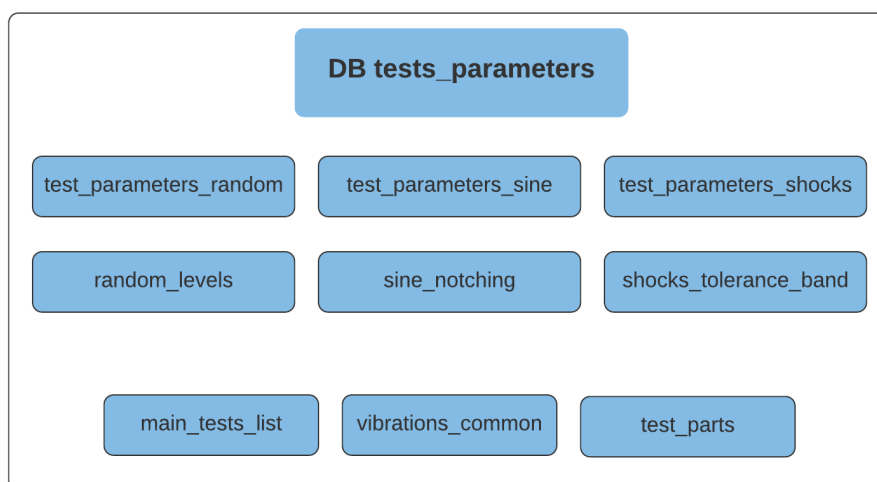 DB tests_parameters
test_parameters_random
test_parameters_sine
test_parameters_shocks
random_levels
sine_notching
shocks_tolerance_band
main_tests_list
vibrations_common
test_parts